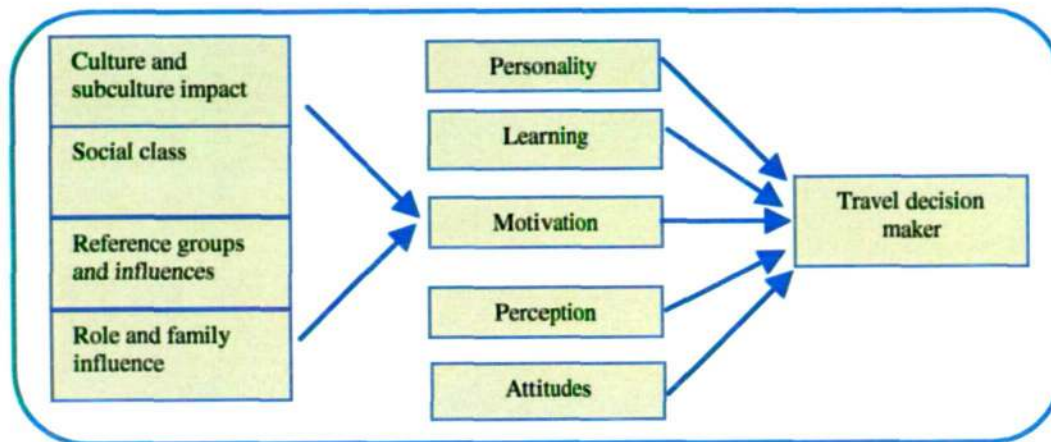 Culture and
subculture impact
Social class
Reference groups
and influences
Role and family
influence
Personality
Learning
Motivation
Perception
Attitudes
Travel decision
maker